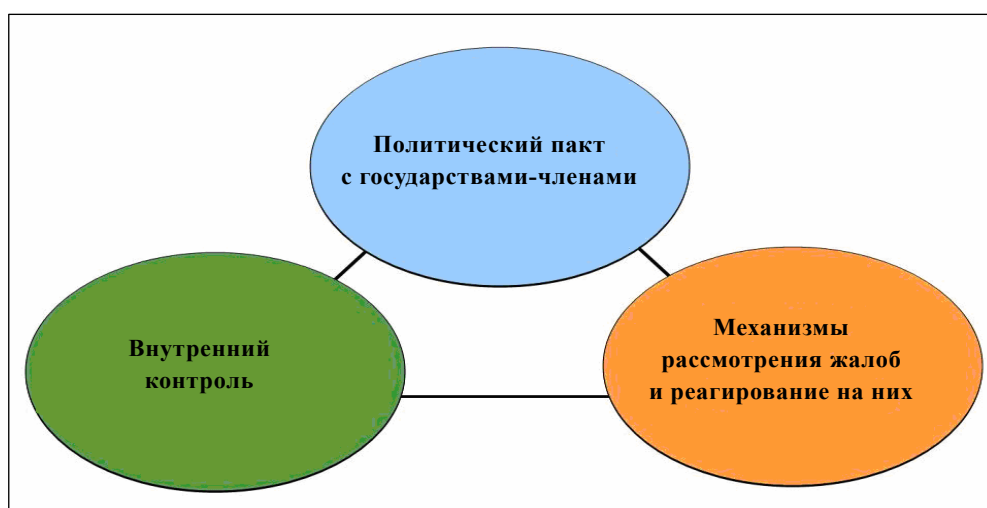 Политический пакт
с государствами-членами
Внутренний
контроль
Механизмы
рассмотрения жалоб
и реагирование на них